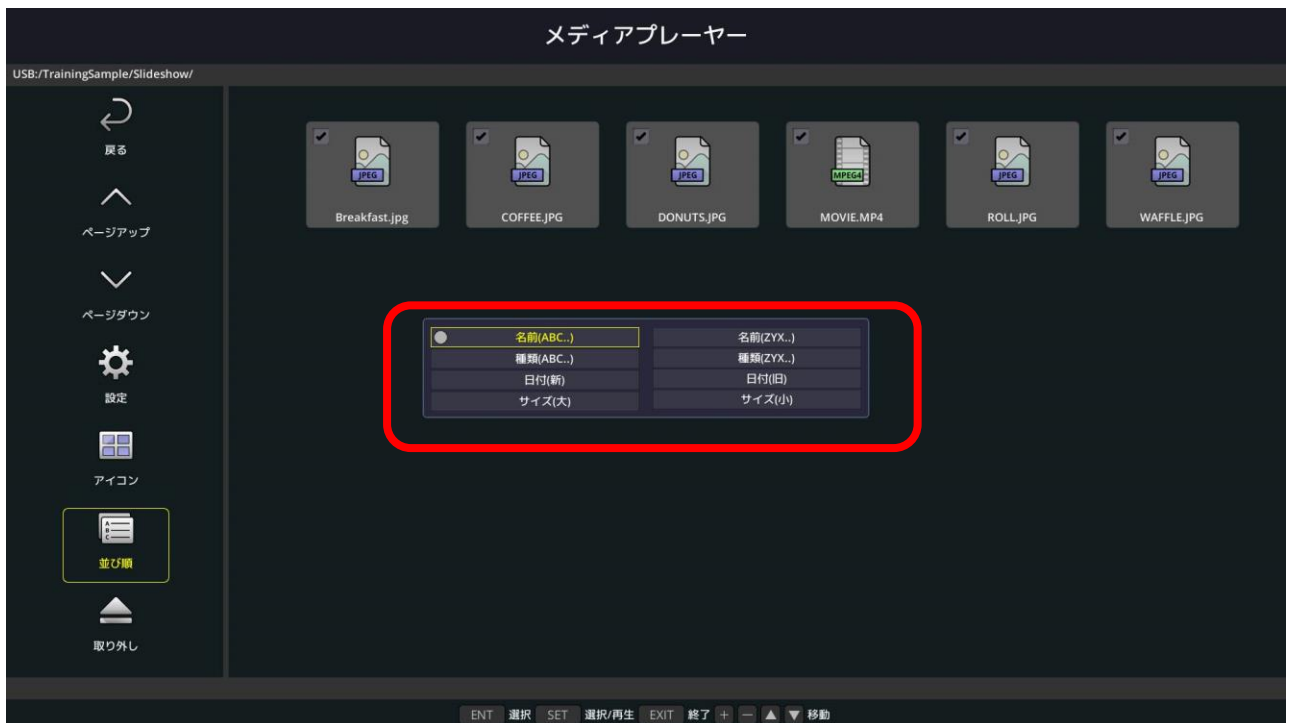 メディアプレーヤー
USB:/TrainingSample/Slideshow/
戻る
ページアップ
ページダウン
設定
アイコン
A
B
C
並び順
取り外し
JPEG
Breakfast.jpg
JPEG
COFFEE.JPG
JPEG
DONUTS.JPG
MPEG4
MOVIE.MP4
JPEG
ROLL.JPG
JPEG
WAFFLE.JPG
名前(ABC..) 名前(ZYX..)
種類(ABC..) 種類(ZYX..)
日付(新) 日付(旧)
サイズ(大) サイズ(小)
ENT 選択 SET 選択/再生 EXIT 終了 + − ▲ ▼ 移動